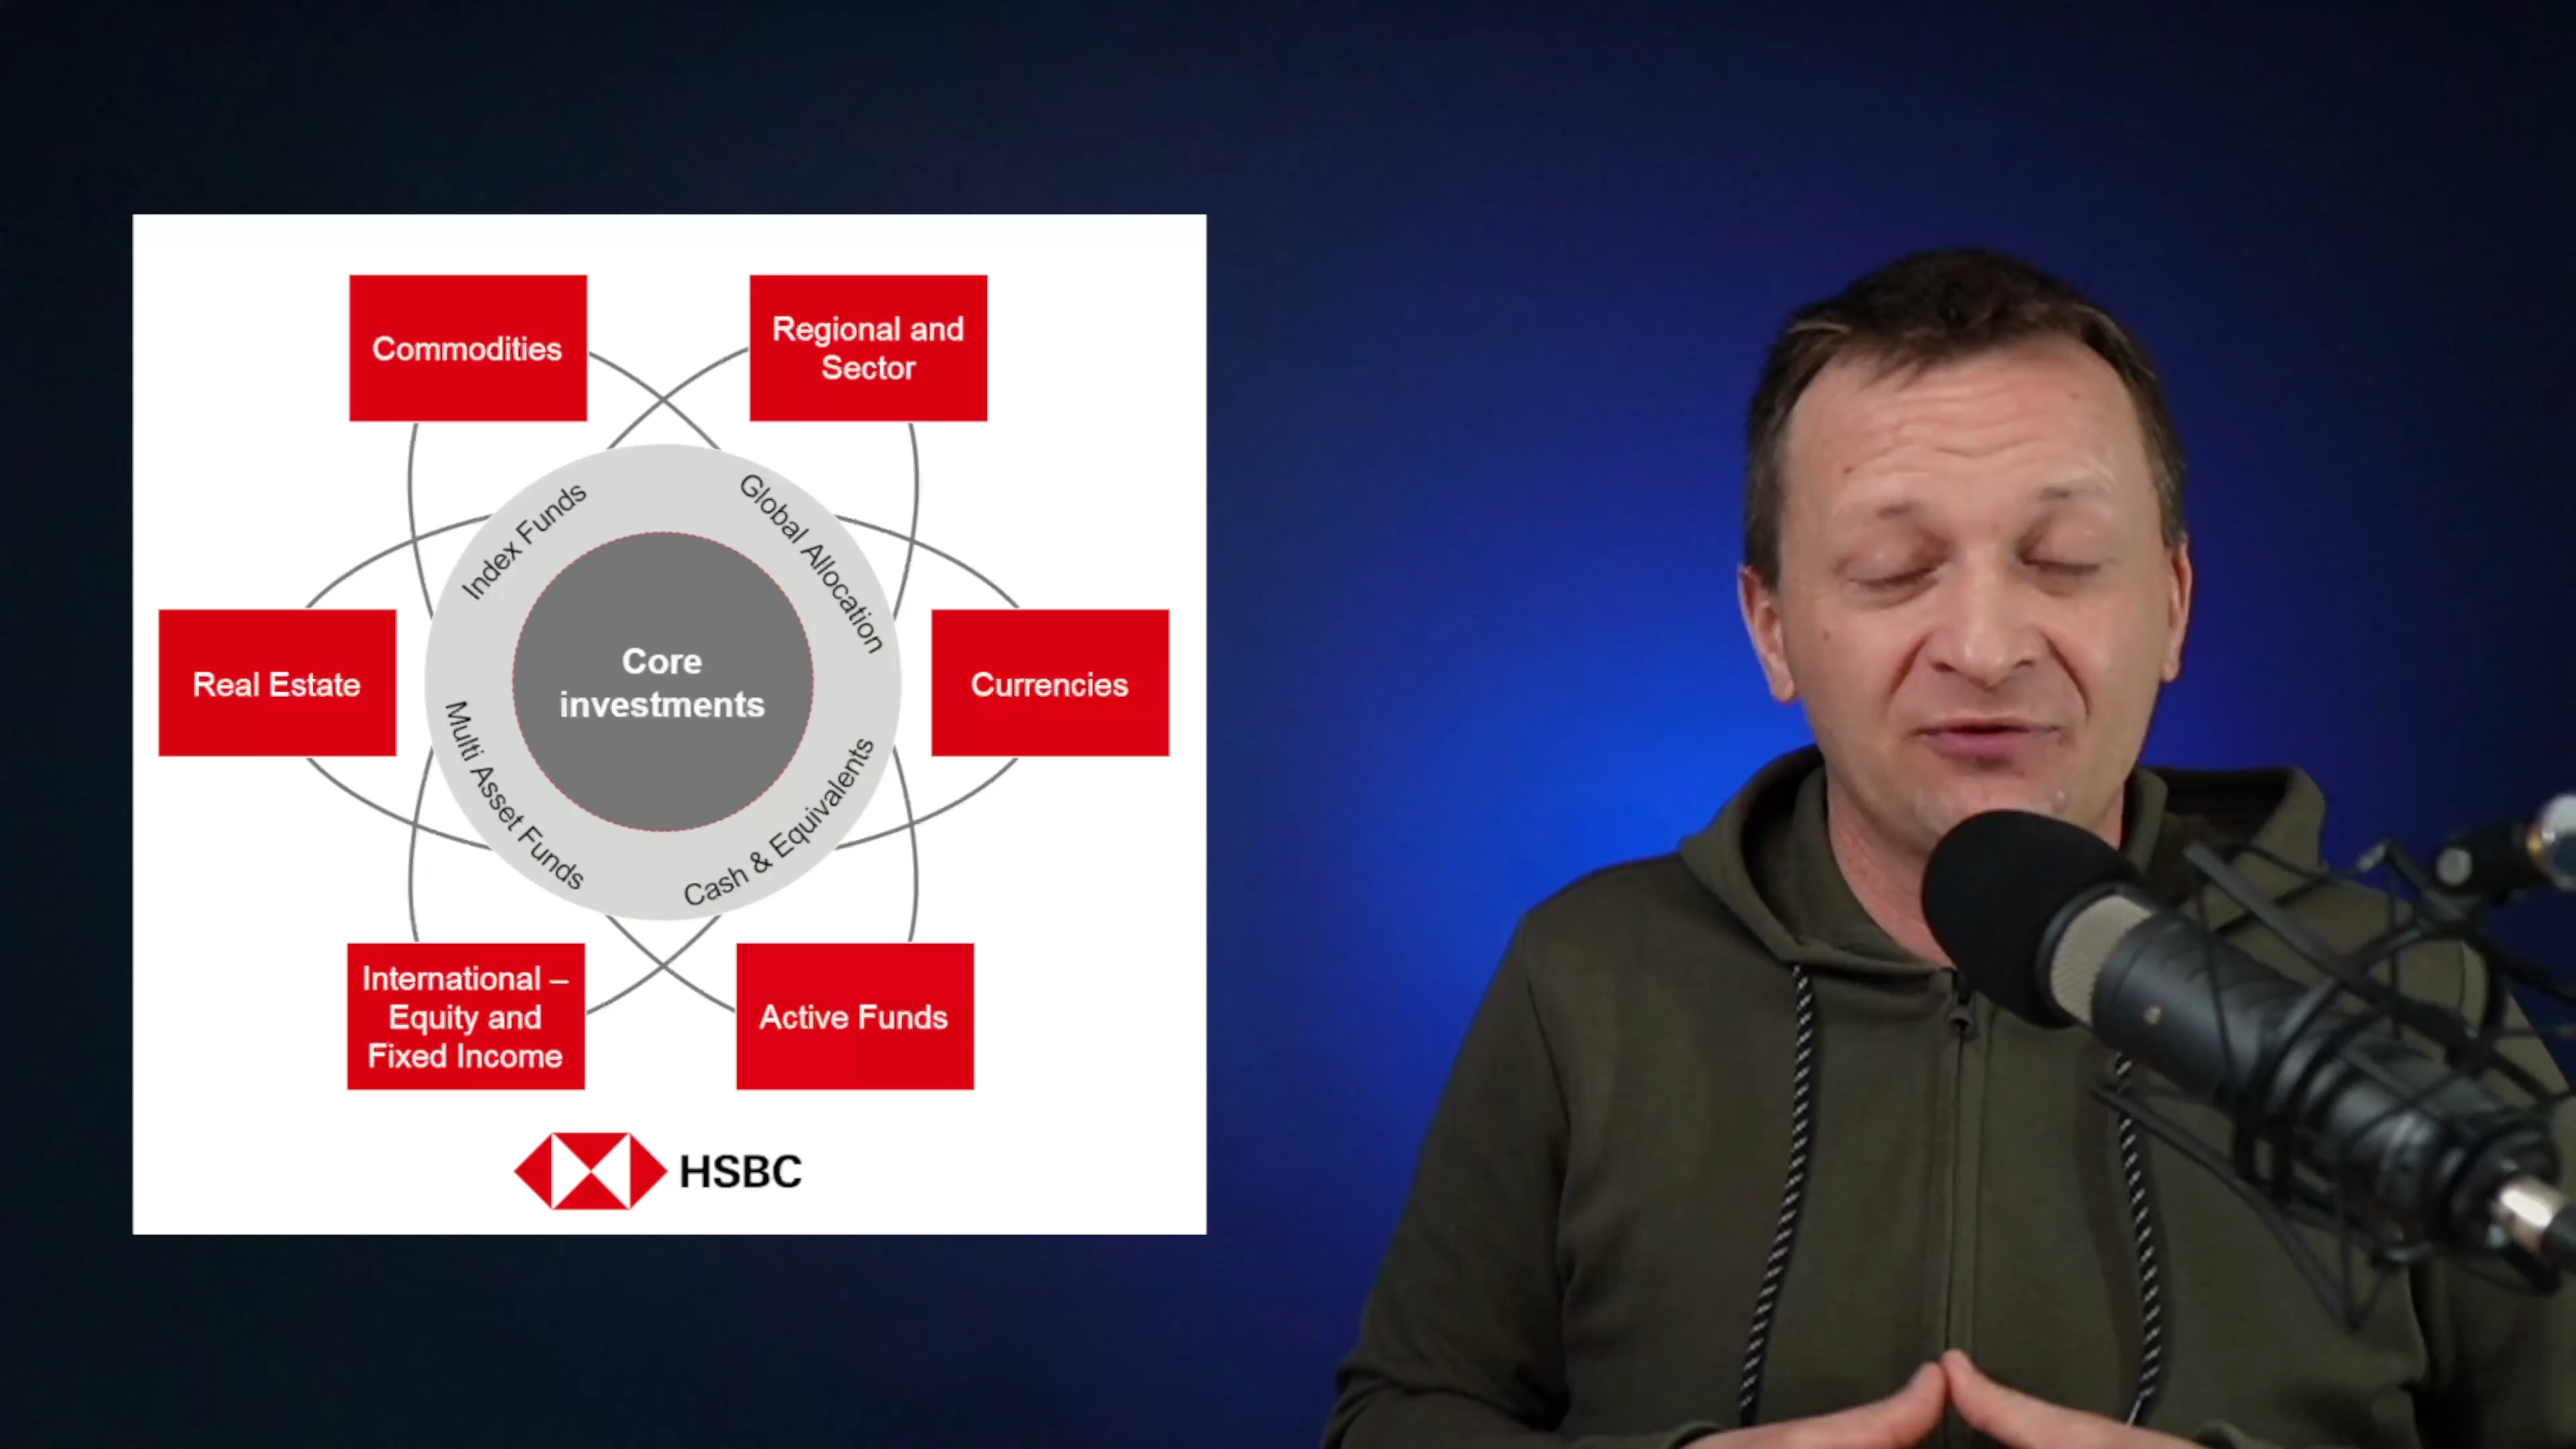 Commodities
Regional and
Sector
Index Funds
Global Allocation
Real Estate
Core
investments
Currencies
Multi Asset Funds
Cash & Equivalents
International –
Equity and
Fixed Income
Active Funds
HSBC